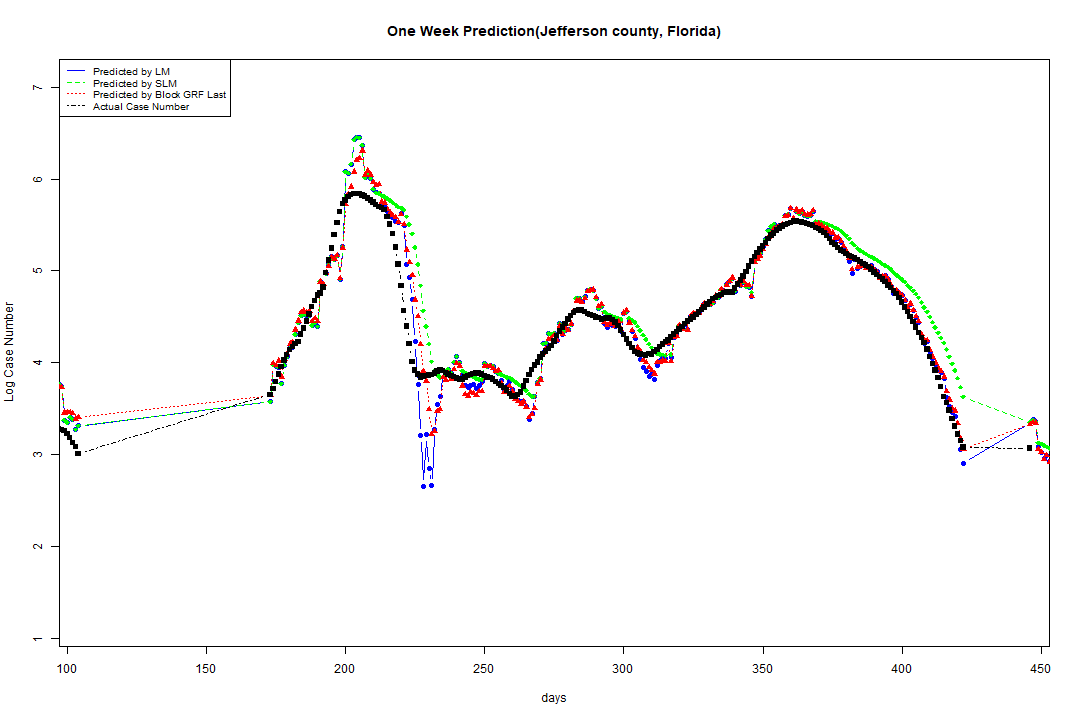 One Week Prediction(Jefferson county, Florida)
Predicted by LM
Predicted by SLM
Predicted by Block GRF Last
Actual Case Number
7
6
5
4
3
2
1
Log Case Number
100 150 200 250 300 350 400 450
days